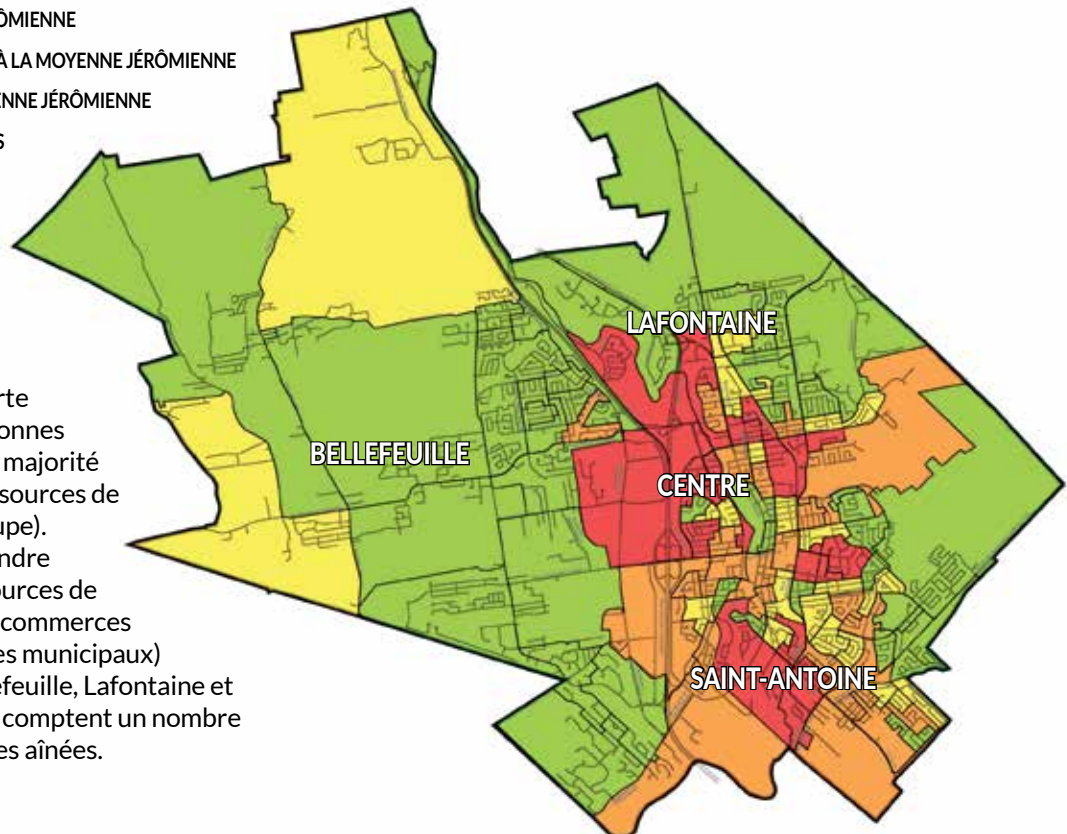 ÔMIENNE
À LA MOYENNE JÉRÔMIENNE
ENNE JÉRÔMIENNE
LAFONTAINE
BELLEFEUILLE
CENTRE
SAINT-ANTOINE
rte
onnes
majorité
sources de
upe).
ndre
ources de
commerces
es municipaux)
efeuille, Lafontaine et
comptent un nombre
es aînées.